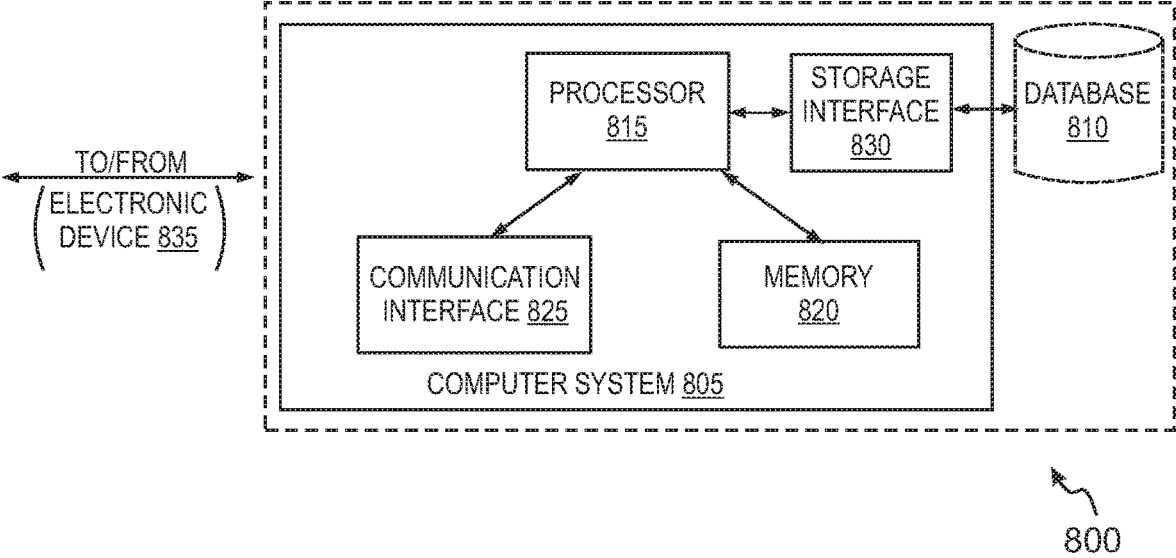 TO/FROM
(ELECTRONIC
DEVICE 835)
PROCESSOR
815
STORAGE
INTERFACE
830
DATABASE
810
COMMUNICATION
INTERFACE 825
MEMORY
820
COMPUTER SYSTEM 805
800